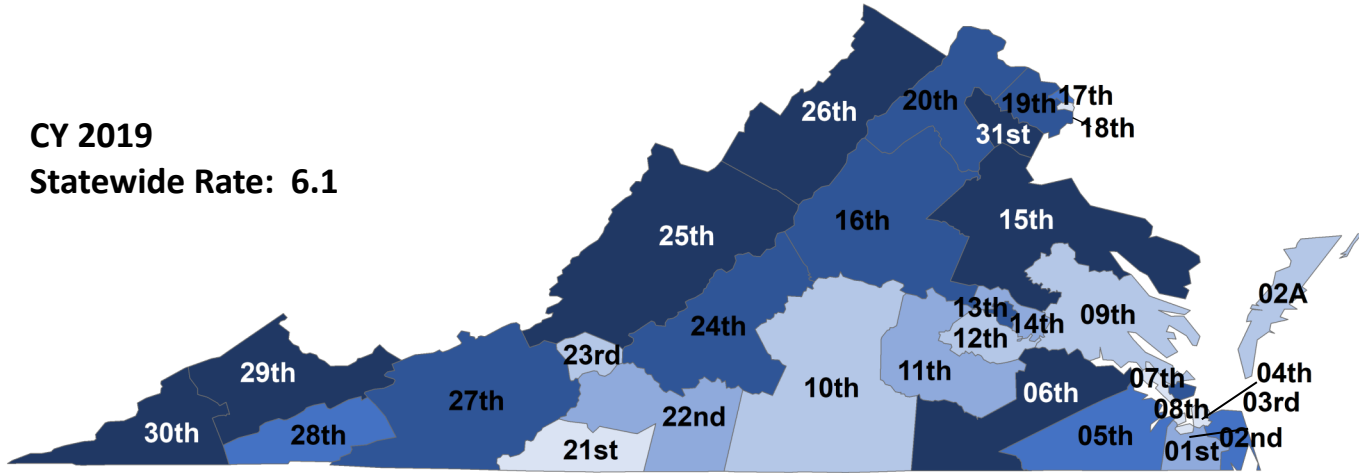 CY 2019
Statewide Rate: 6.1
26th
20th
19th
17th
18th
31st
25th
16th
15th
02A
24th
13th
12th
14th
09th
23rd
29th
27th
22nd
10th
11th
06th
07th
04th
03rd
08th
30th
28th
21st
05th
01st
02nd